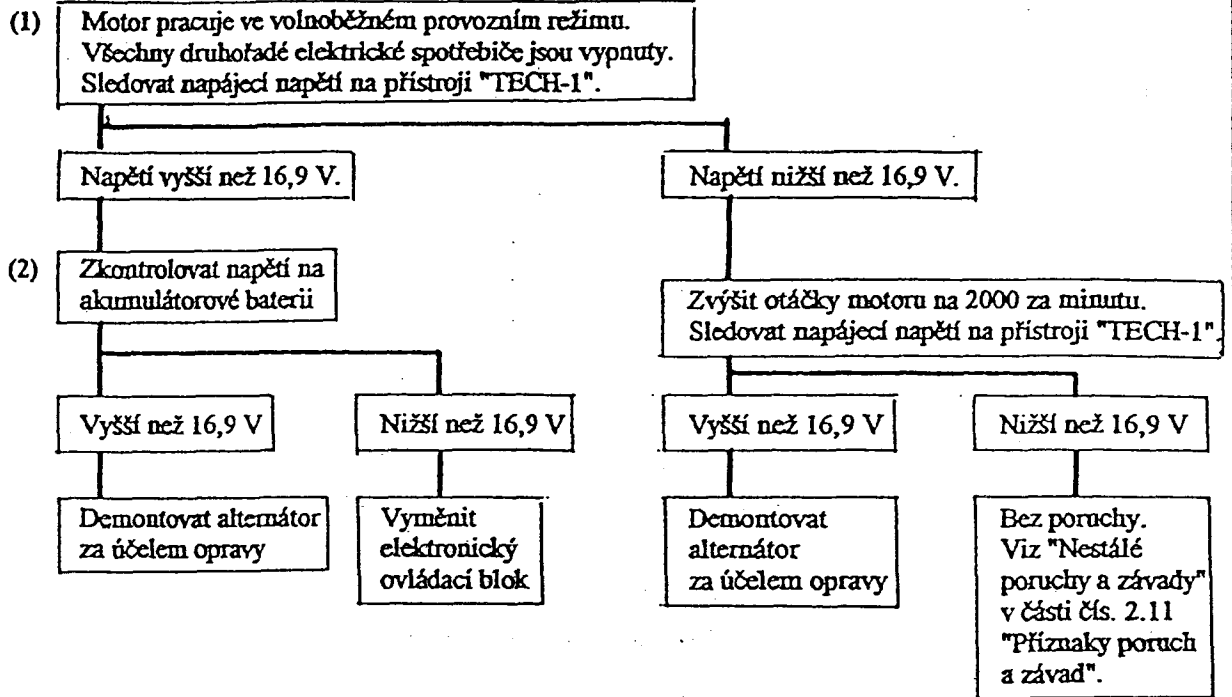 (1) Motor pracuje ve volnoběžném provozním režimu.
Všechny druhořadé elektrické spotřebiče jsou vypnuty.
Sledovat napájecí napětí na přístroji "TECH-1".
Napětí vyšší než 16,9 V.
Napětí nižší než 16,9 V.
(2) Zkontrolovat napětí na
akumulátorové baterii
Zvýšit otáčky motoru na 2000 za minutu.
Sledovat napájecí napětí na přístroji "TECH-1".
Vyšší než 16,9 V
Nižší než 16,9 V
Vyšší než 16,9 V
Nižší než 16,9 V
Demontovat alternátor
za účelem opravy
Vyměnit
elektronický
ovládací blok
Demontovat
alternátor
za účelem opravy
Bez poruchy.
Viz "Nestálé
poruchy a závady"
v části čís. 2.11
"Příznaky poruch
a závad".